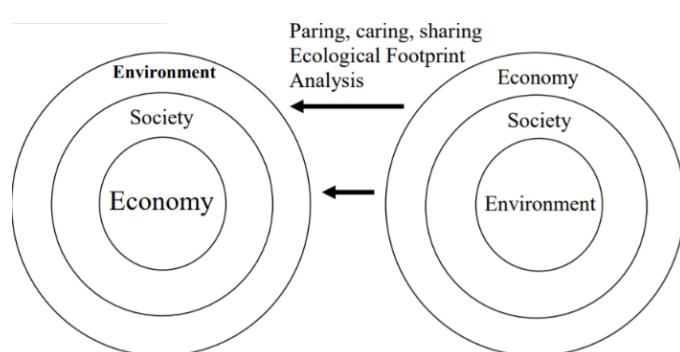 Paring, caring, sharing
Ecological Footprint
Analysis
Environment
Society
Economy
Economy
Society
Environment